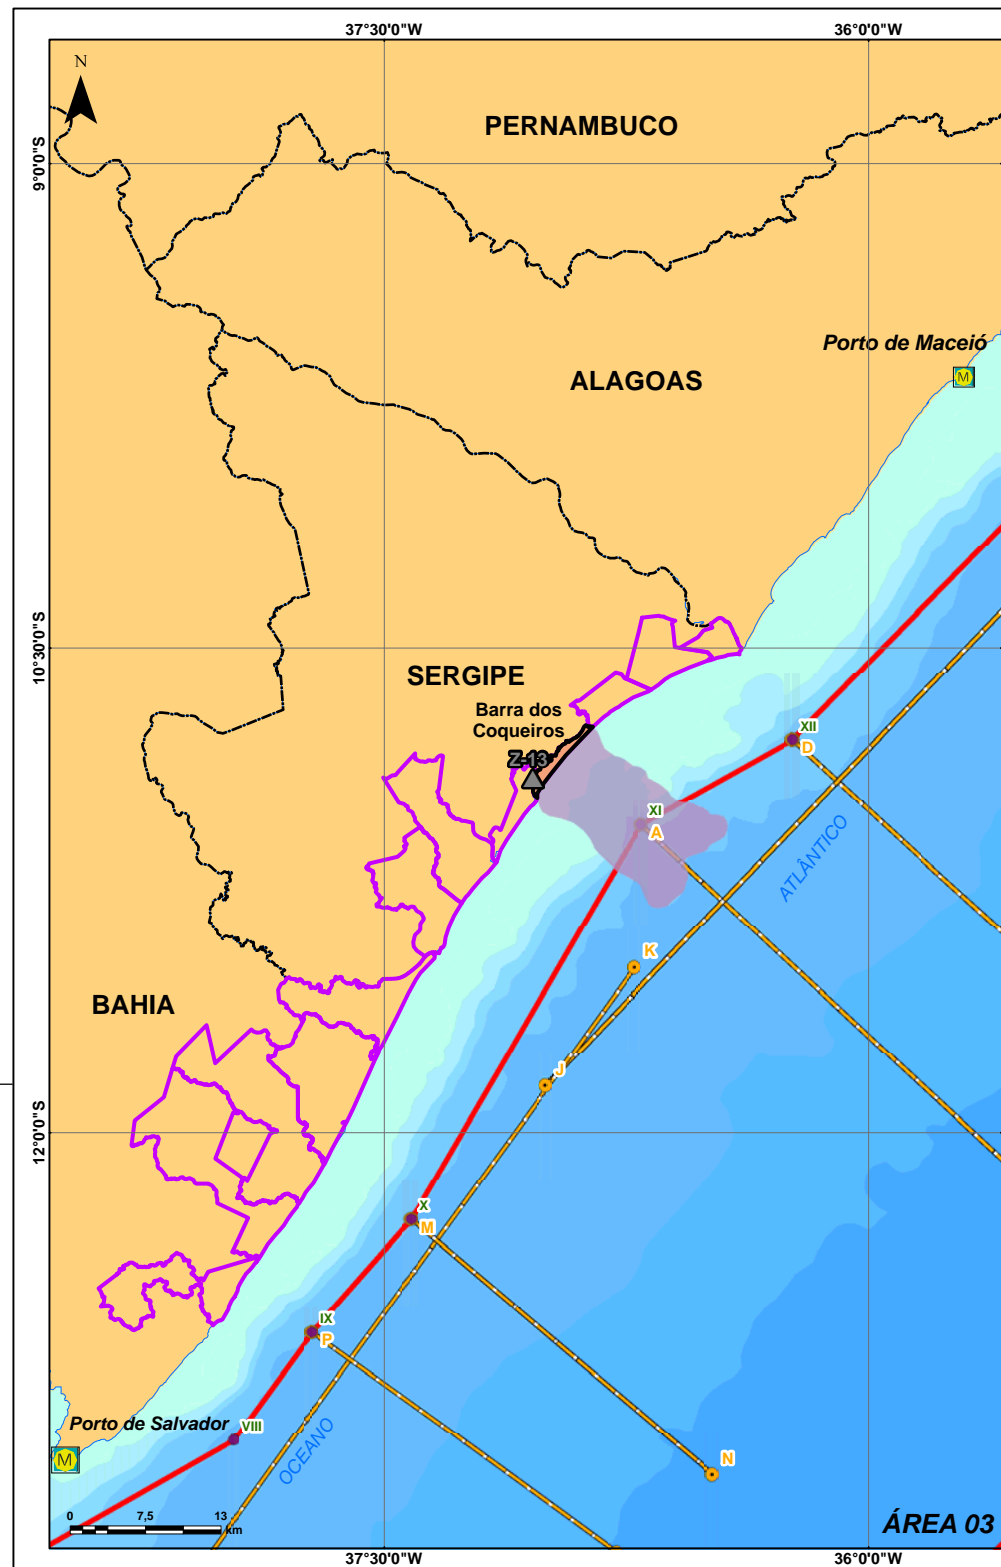 37°30'0"W
36°0'0"W
N
PERNAMBUCO
9°0'0"S
Porto de Maceió
M
ALAGOAS
10°30'0"S
SERGIPE
Barra dos
Coqueiros
Z-13
XII
D
XI
A
ATLÂNTICO
K
BAHIA
J
12°0'0"S
X
M
IX
P
Porto de Salvador
VIII
M
OCEANO
N
0 7,5 13
km
ÁREA 03
37°30'0"W
36°0'0"W